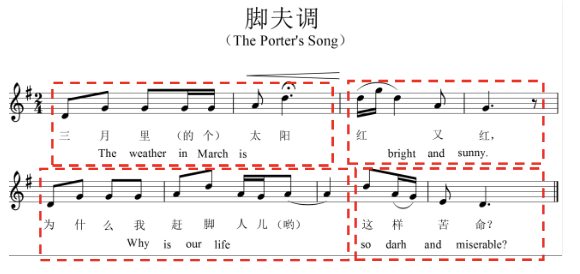 脚夫调
（The Porter's Song）
2
4
三 月 里 （的 个） 太 阳 红 又 红，
The weather in March is bright and sunny.
为 什 么 我 赶 脚 人 儿（哟） 这 样 苦 命？
Why is our life so darh and miserable?